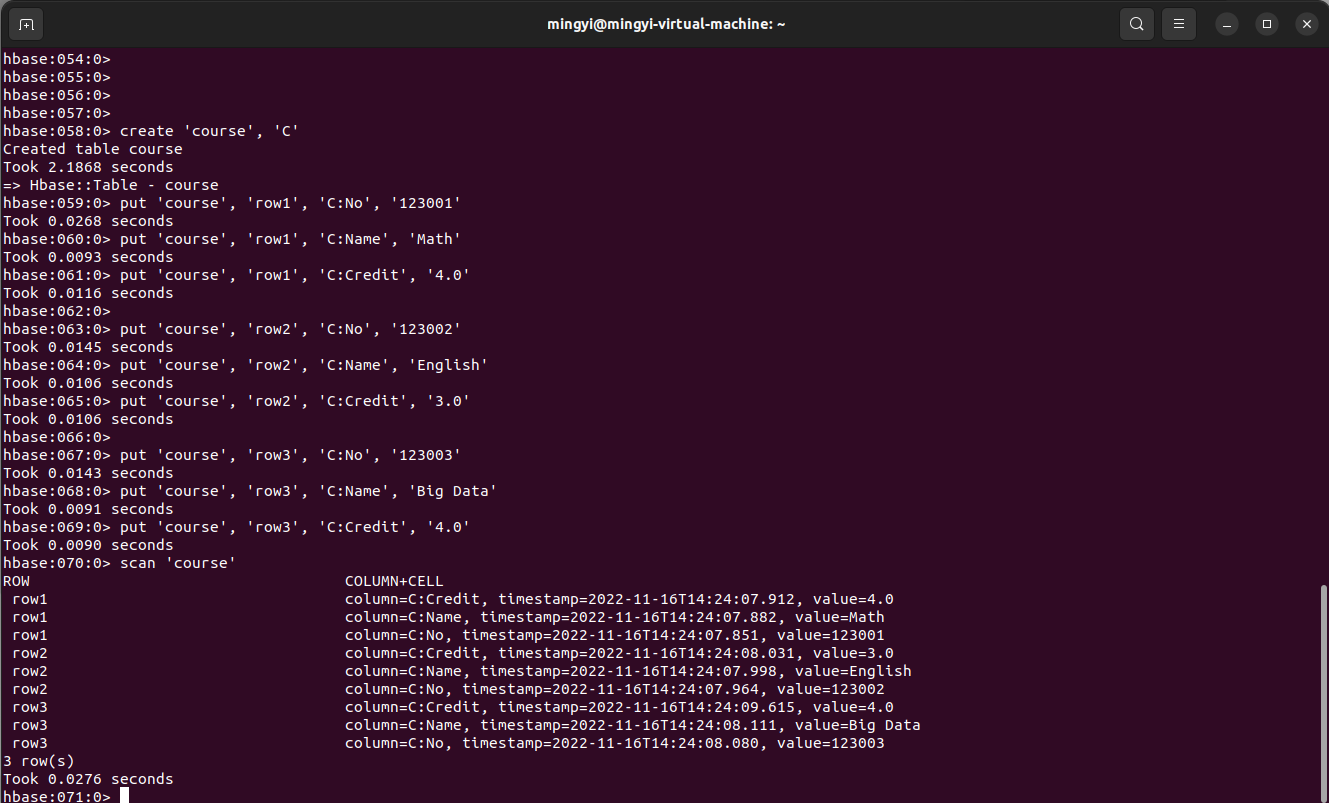 mingyi@mingyi-virtual-machine: ~
hbase:054:0>
hbase:055:0>
hbase:056:0>
hbase:057:0>
hbase:058:0> create 'course', 'C'
Created table course
Took 2.1868 seconds
=> Hbase::Table - course
hbase:059:0> put 'course', 'row1', 'C:No', '123001'
Took 0.0268 seconds
hbase:060:0> put 'course', 'row1', 'C:Name', 'Math'
Took 0.0093 seconds
hbase:061:0> put 'course', 'row1', 'C:Credit', '4.0'
Took 0.0116 seconds
hbase:062:0>
hbase:063:0> put 'course', 'row2', 'C:No', '123002'
Took 0.0145 seconds
hbase:064:0> put 'course', 'row2', 'C:Name', 'English'
Took 0.0106 seconds
hbase:065:0> put 'course', 'row2', 'C:Credit', '3.0'
Took 0.0106 seconds
hbase:066:0>
hbase:067:0> put 'course', 'row3', 'C:No', '123003'
Took 0.0143 seconds
hbase:068:0> put 'course', 'row3', 'C:Name', 'Big Data'
Took 0.0091 seconds
hbase:069:0> put 'course', 'row3', 'C:Credit', '4.0'
Took 0.0090 seconds
hbase:070:0> scan 'course'
ROW COLUMN+CELL
row1 column=C:Credit, timestamp=2022-11-16T14:24:07.912, value=4.0
row1 column=C:Name, timestamp=2022-11-16T14:24:07.882, value=Math
row1 column=C:No, timestamp=2022-11-16T14:24:07.851, value=123001
row2 column=C:Credit, timestamp=2022-11-16T14:24:08.031, value=3.0
row2 column=C:Name, timestamp=2022-11-16T14:24:07.998, value=English
row2 column=C:No, timestamp=2022-11-16T14:24:07.964, value=123002
row3 column=C:Credit, timestamp=2022-11-16T14:24:09.615, value=4.0
row3 column=C:Name, timestamp=2022-11-16T14:24:08.111, value=Big Data
row3 column=C:No, timestamp=2022-11-16T14:24:08.080, value=123003
3 row(s)
Took 0.0276 seconds
hbase:071:0>